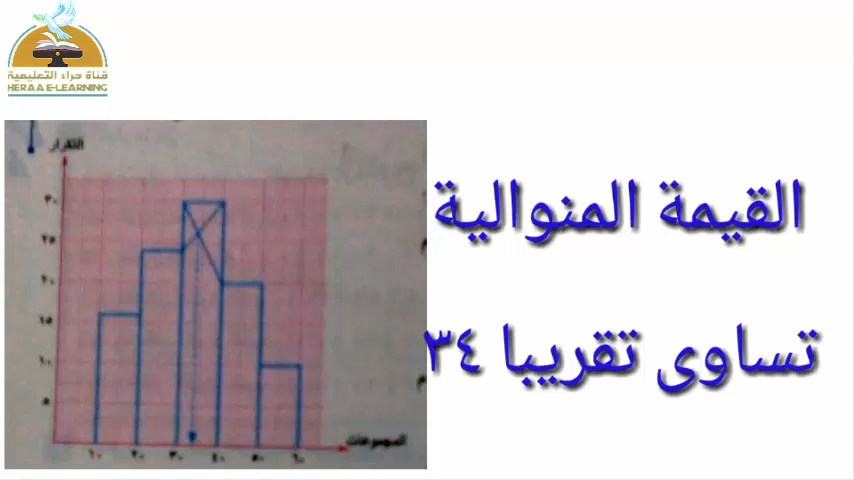 قناة حراء التعليمية
HERAA E-LEARNING
التكرار
٣٠
٢٥
٢٠
١٥
١٠
٥
١٠ ٢٠ ٣٠ ٤٠ ٥٠ ٦٠
المجموعات
القيمة المنوالية
تساوى تقريبا ٣٤